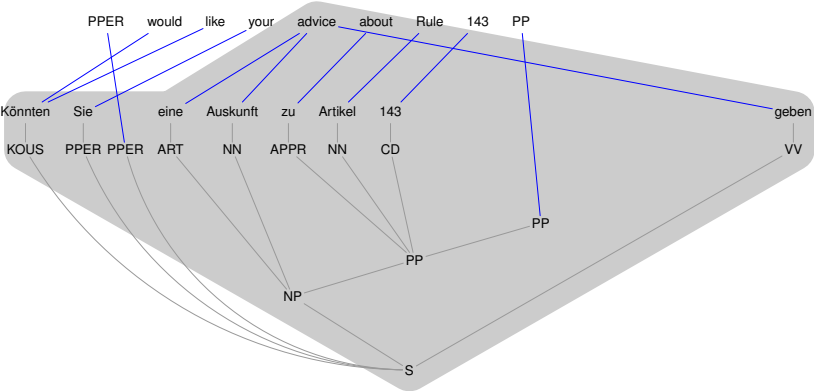 PPER would like your advice about Rule 143 PP
Könnten Sie eine Auskunft zu Artikel 143 geben
KOUS PPER PPER ART NN APPR NN CD VV
PP
PP
NP
S